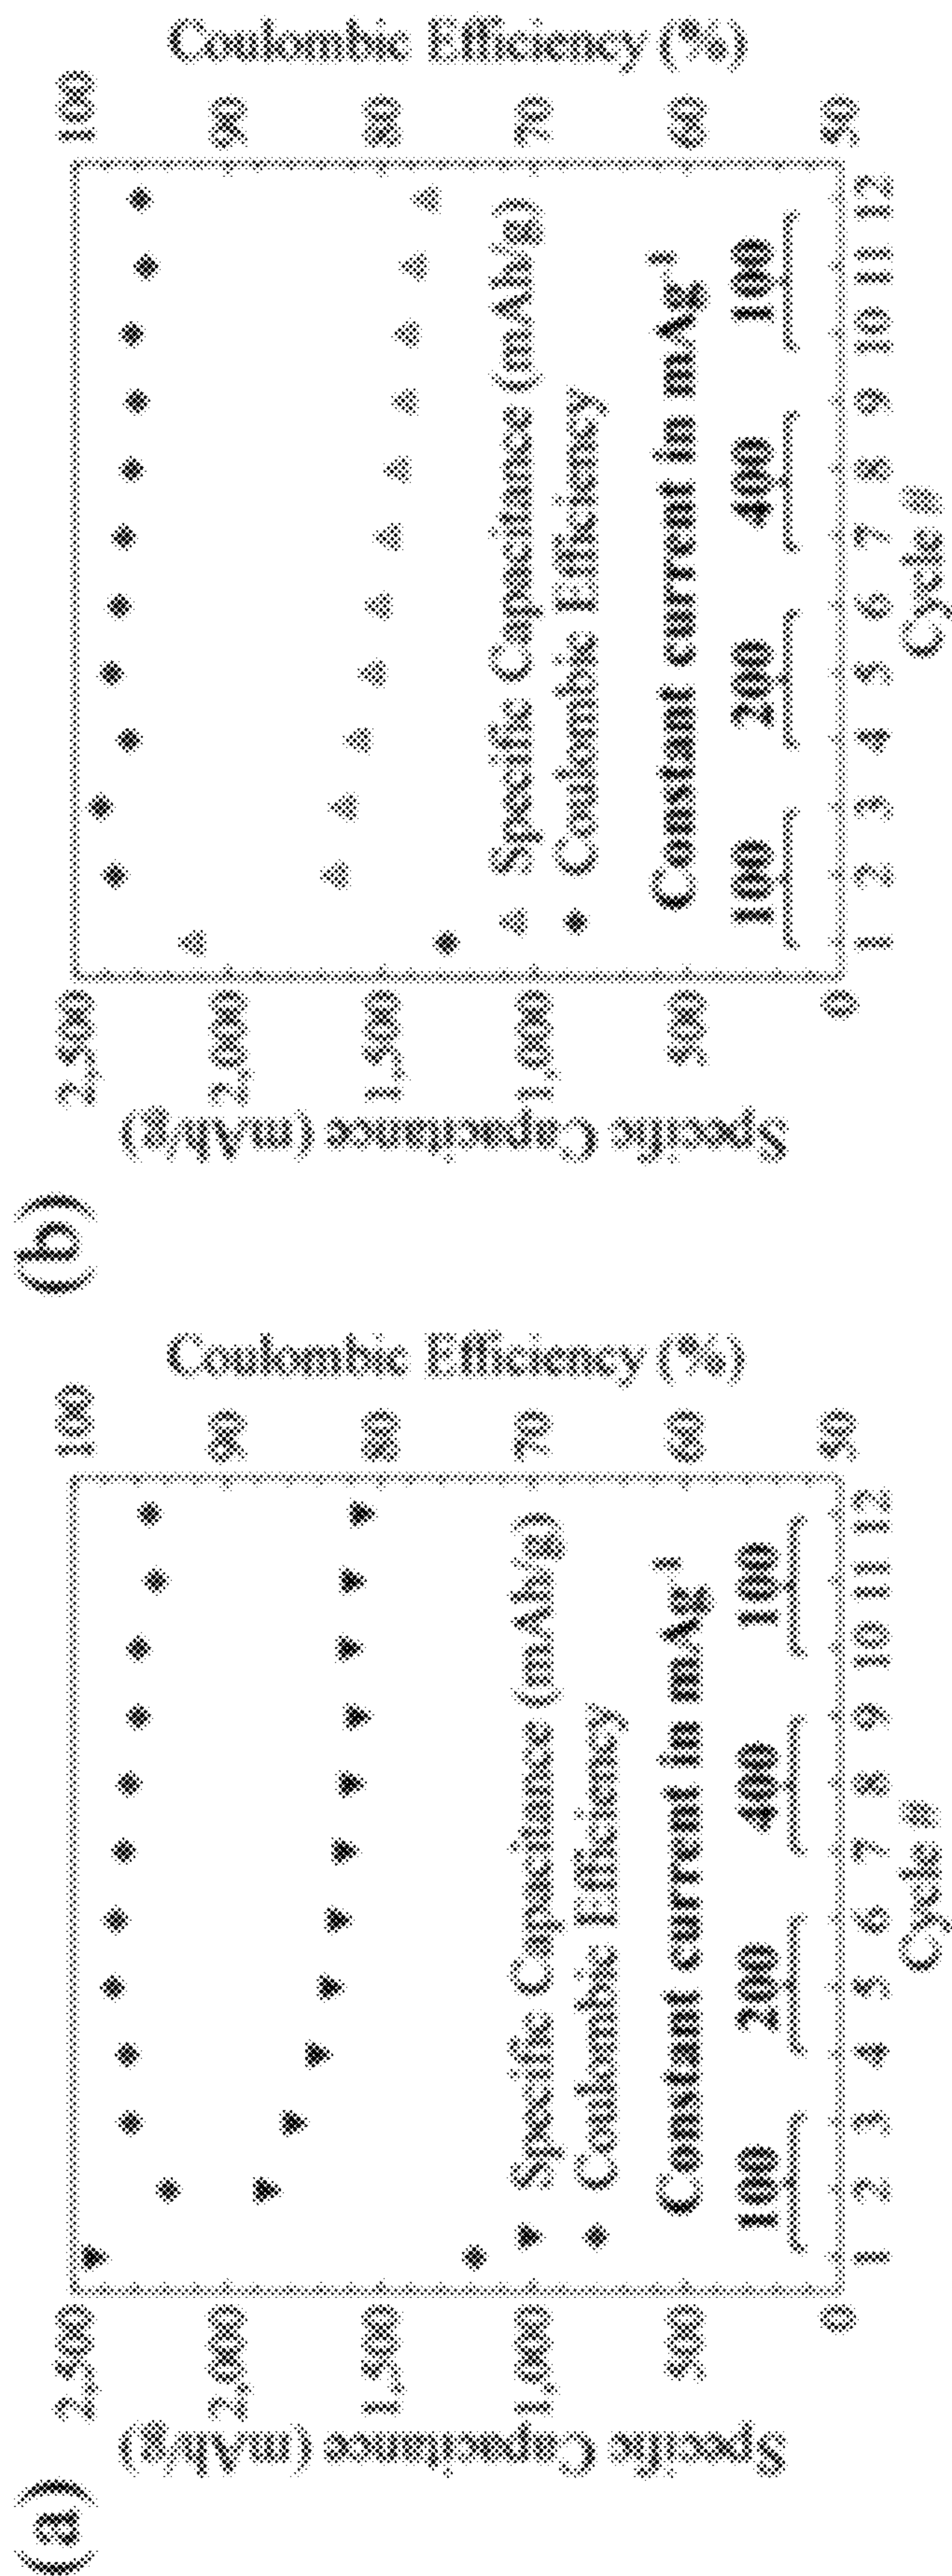 (a)
Specific Capacitance (mAh/g)
2,500
2,000
1,500
1,000
500
0
Coulombic Efficiency (%)
100
90
80
70
60
50
Specific Capacitance (mAh/g)
Coulombic Efficiency
Constant current in mAg-1
100
200
400
100
1 2 3 4 5 6 7 8 9 10 11 12
Cycle #
(b)
Specific Capacitance (mAh/g)
2,500
2,000
1,500
1,000
500
0
Coulombic Efficiency (%)
100
90
80
70
60
50
Specific Capacitance (mAh/g)
Coulombic Efficiency
Constant current in mAg-1
100
200
400
100
1 2 3 4 5 6 7 8 9 10 11 12
Cycle #